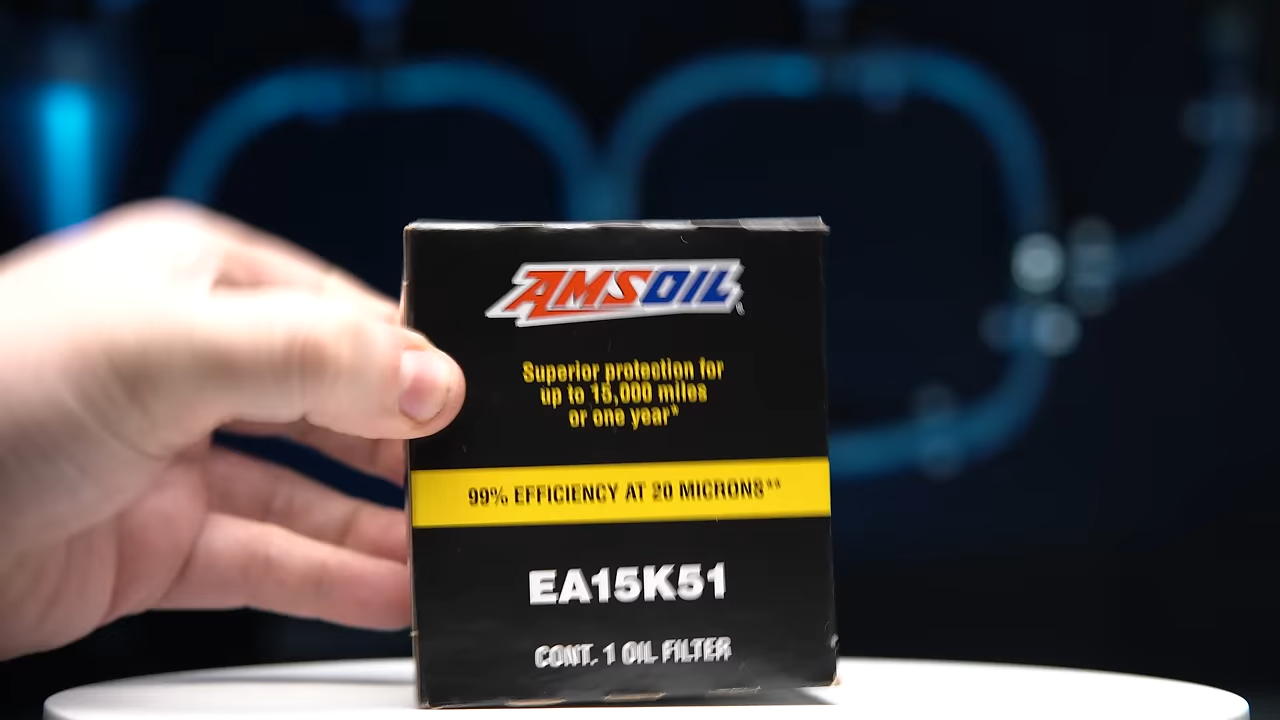 AMSOIL
Superior protection for
up to 15,000 miles
or one year*
99% EFFICIENCY AT 20 MICRONS**
EA15K51
CONT. 1 OIL FILTER